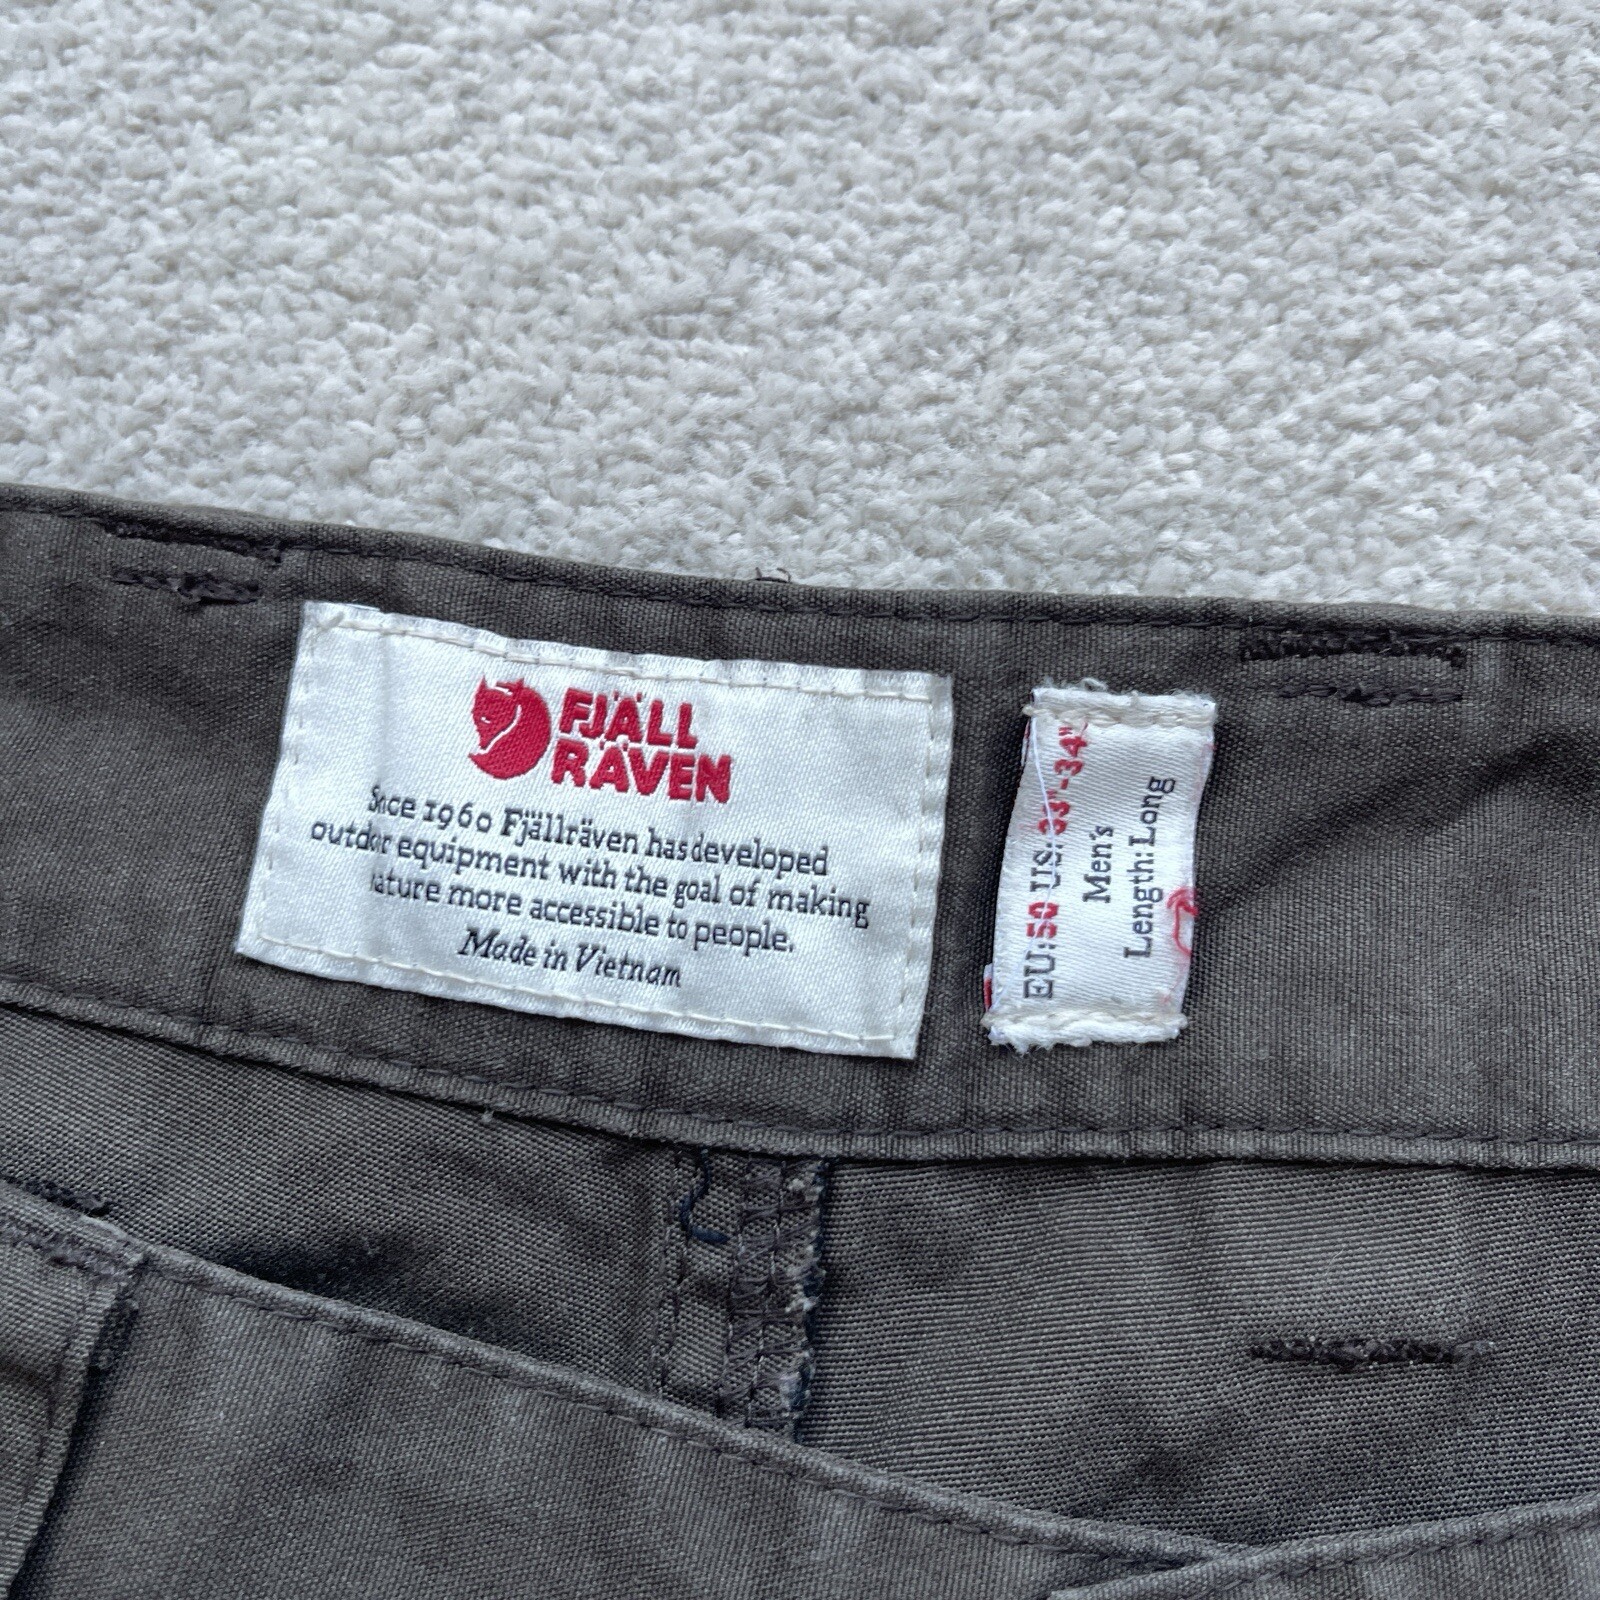 FJÄLL
RÄVEN
Since 1960 Fjällräven has developed
outdoor equipment with the goal of making
nature more accessible to people.
Made in Vietnam
EU:50 US:33"-34"
Men's
Length:Long